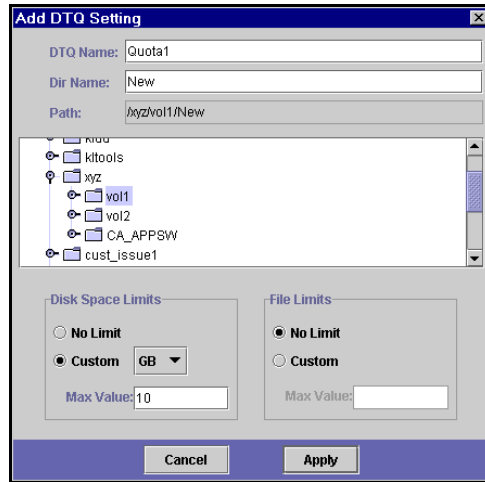 Add DTQ Setting
DTQ Name: Quota1
Dir Name: New
Path: /xyz/vol1/New
kltools
xyz
vol1
vol2
CA_APPSW
cust_issue1
Disk Space Limits
No Limit
Custom GB
Max Value: 10
File Limits
No Limit
Custom
Max Value:
Cancel Apply